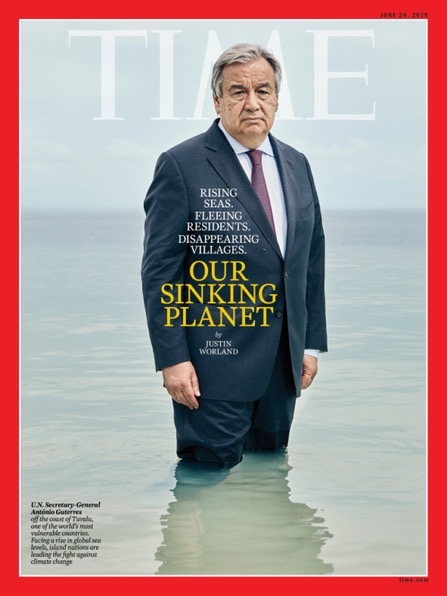 JUNE 24, 2019
TIME
RISING
SEAS.
FLEEING
RESIDENTS.
DISAPPEARING
VILLAGES.
OUR
SINKING
PLANET
by
JUSTIN
WORLAND
U.N. Secretary-General
António Guterres
off the coast of Tuvalu,
one of the world's most
vulnerable countries.
Facing a rise in global sea
levels, island nations are
leading the fight against
climate change
time.com